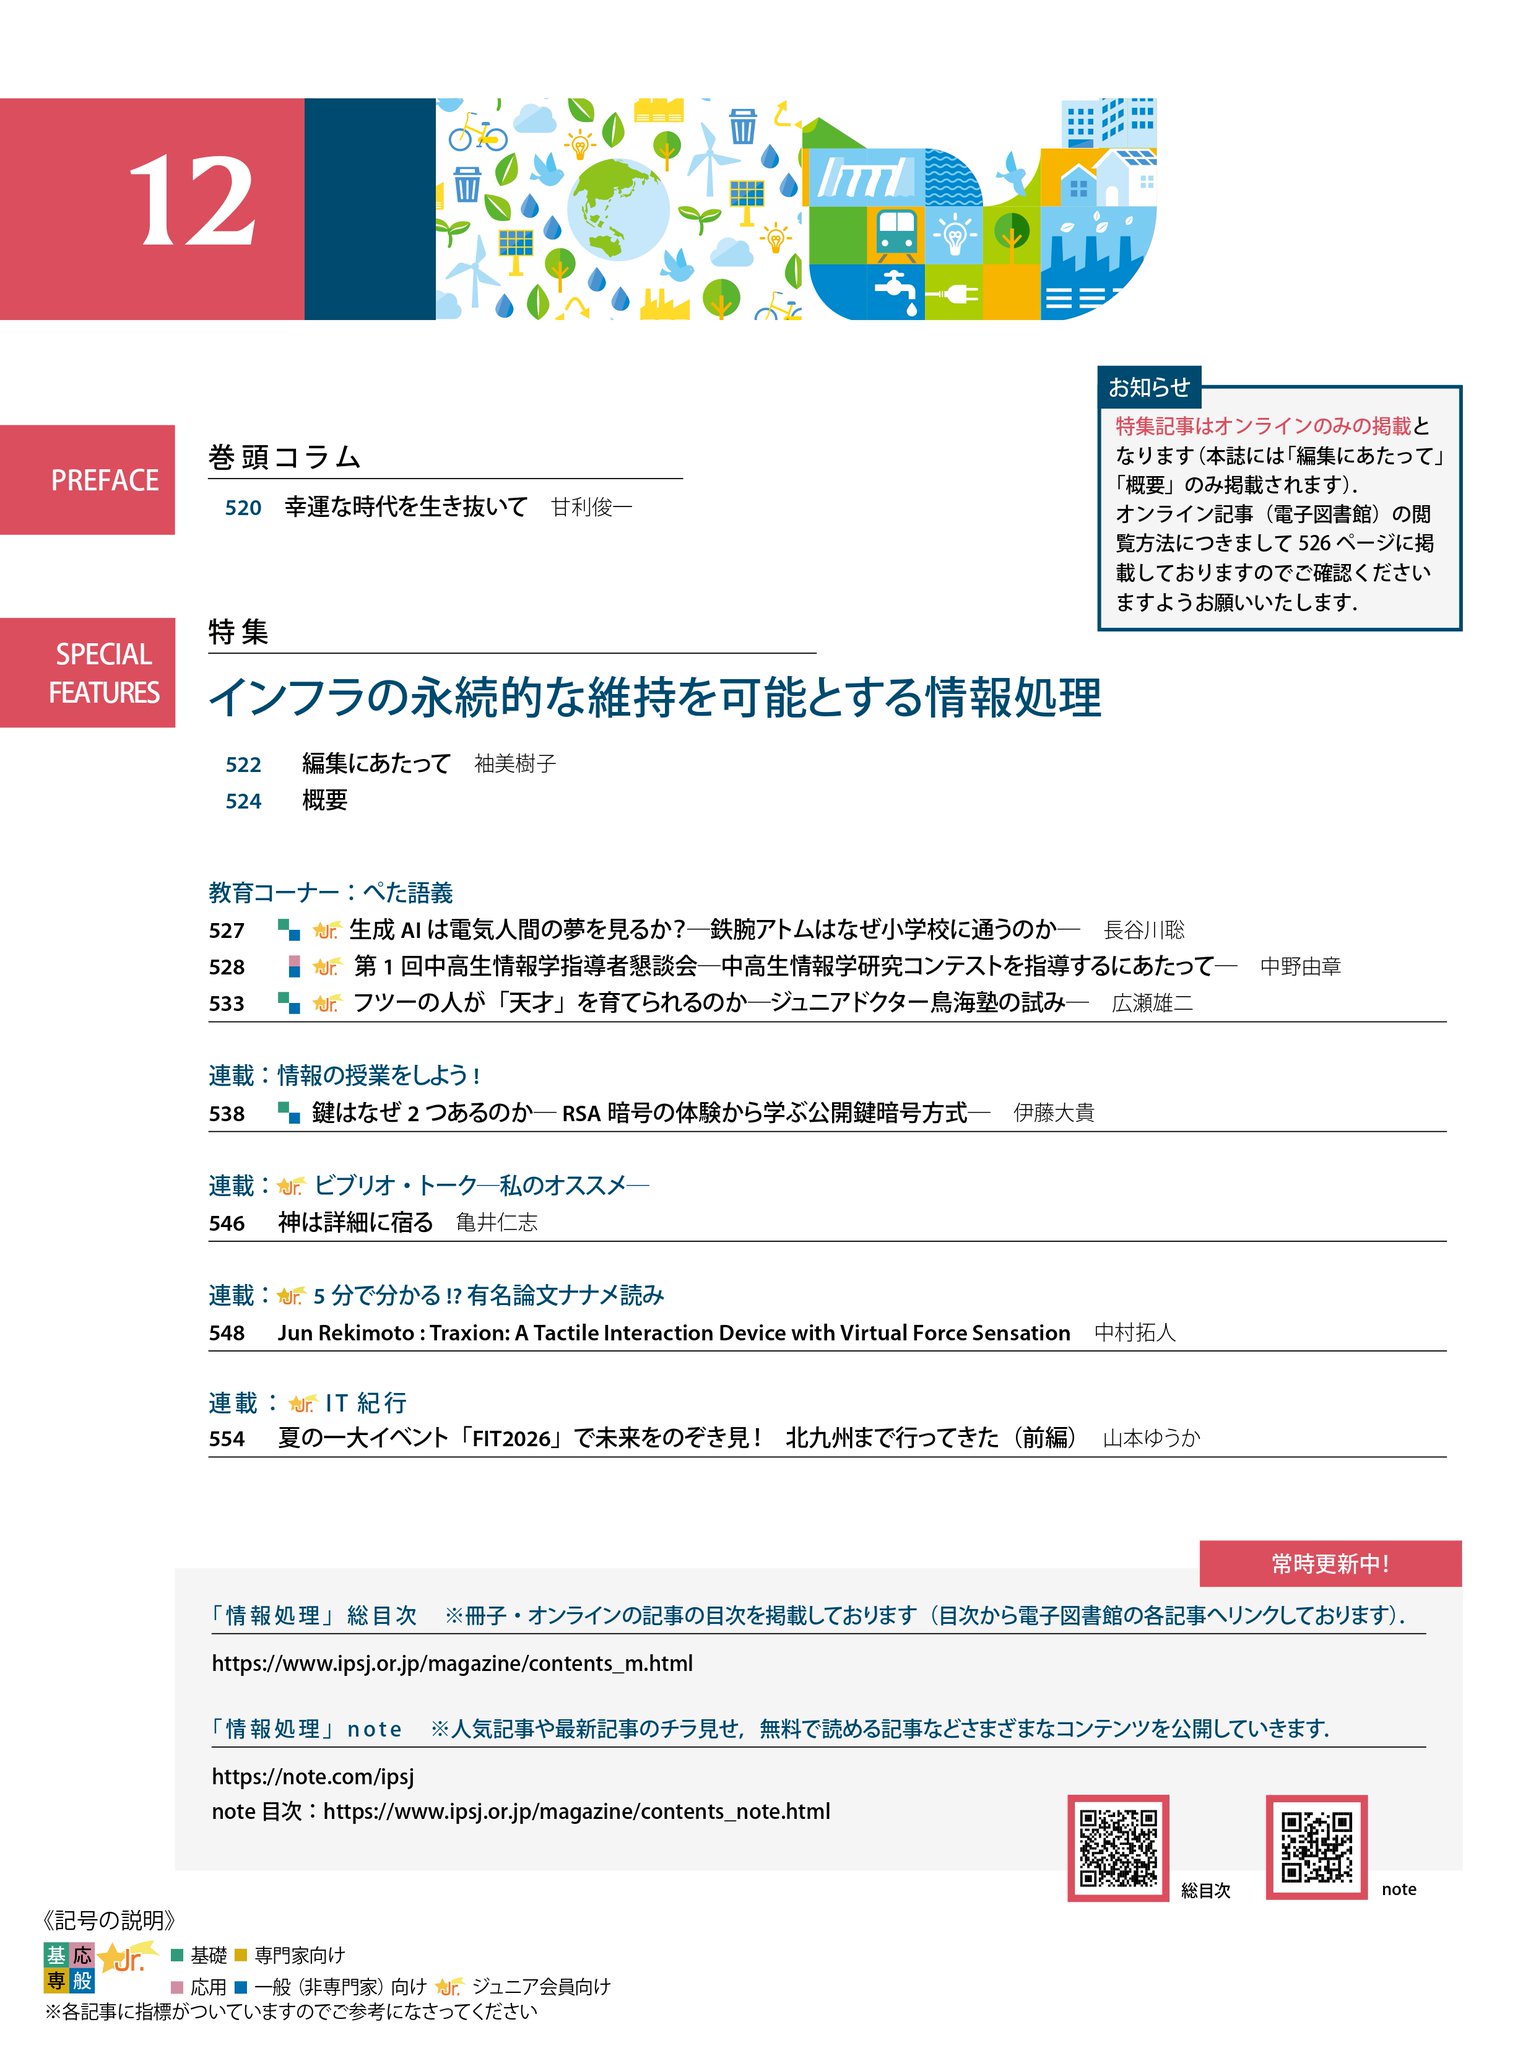 12
お知らせ
特集記事はオンラインのみの掲載と
なります（本誌には「編集にあたって」
「概要」のみ掲載されます）．
オンライン記事（電子図書館）の閲
覧方法につきまして 526 ページに掲
載しておりますのでご確認ください
ますようお願いいたします．
PREFACE
巻頭コラム
520 幸運な時代を生き抜いて 甘利俊一
SPECIAL
FEATURES
特集
インフラの永続的な維持を可能とする情報処理
522 編集にあたって 袖美樹子
524 概要
教育コーナー：ぺた語義
527 Jr. 生成 AI は電気人間の夢を見るか？—鉄腕アトムはなぜ小学校に通うのか— 長谷川聡
528 Jr. 第 1 回中高生情報学指導者懇談会—中高生情報学研究コンテストを指導するにあたって— 中野由章
533 Jr. フツーの人が「天才」を育てられるのか—ジュニアドクター鳥海塾の試み— 広瀬雄二
連載：情報の授業をしよう！
538 鍵はなぜ 2 つあるのか— RSA 暗号の体験から学ぶ公開鍵暗号方式— 伊藤大貴
連載：Jr. ビブリオ・トーク—私のオススメ—
546 神は詳細に宿る 亀井仁志
連載：Jr. 5 分で分かる !? 有名論文ナナメ読み
548 Jun Rekimoto : Traxion: A Tactile Interaction Device with Virtual Force Sensation 中村拓人
連載：Jr. IT 紀行
554 夏の一大イベント「FIT2026」で未来をのぞき見！ 北九州まで行ってきた（前編） 山本ゆうか
常時更新中！
「情報処理」総目次 ※冊子・オンラインの記事の目次を掲載しております（目次から電子図書館の各記事へリンクしております）．
https://www.ipsj.or.jp/magazine/contents_m.html
「情報処理」note ※人気記事や最新記事のチラ見せ，無料で読める記事などさまざまなコンテンツを公開していきます．
https://note.com/ipsj
note 目次：https://www.ipsj.or.jp/magazine/contents_note.html
総目次
note
《記号の説明》
基 応 Jr. 基礎 専門家向け
専 般 応用 一般（非専門家）向け Jr. ジュニア会員向け
※各記事に指標がついていますのでご参考になさってください